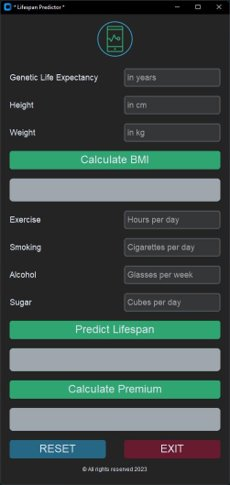 * Lifespan Predictor *
Genetic Life Expectancy in years
Height in cm
Weight in kg
Calculate BMI
Exercise Hours per day
Smoking Cigarettes per day
Alcohol Glasses per week
Sugar Cubes per day
Predict Lifespan
Calculate Premium
RESET EXIT
© All rights reserved 2023